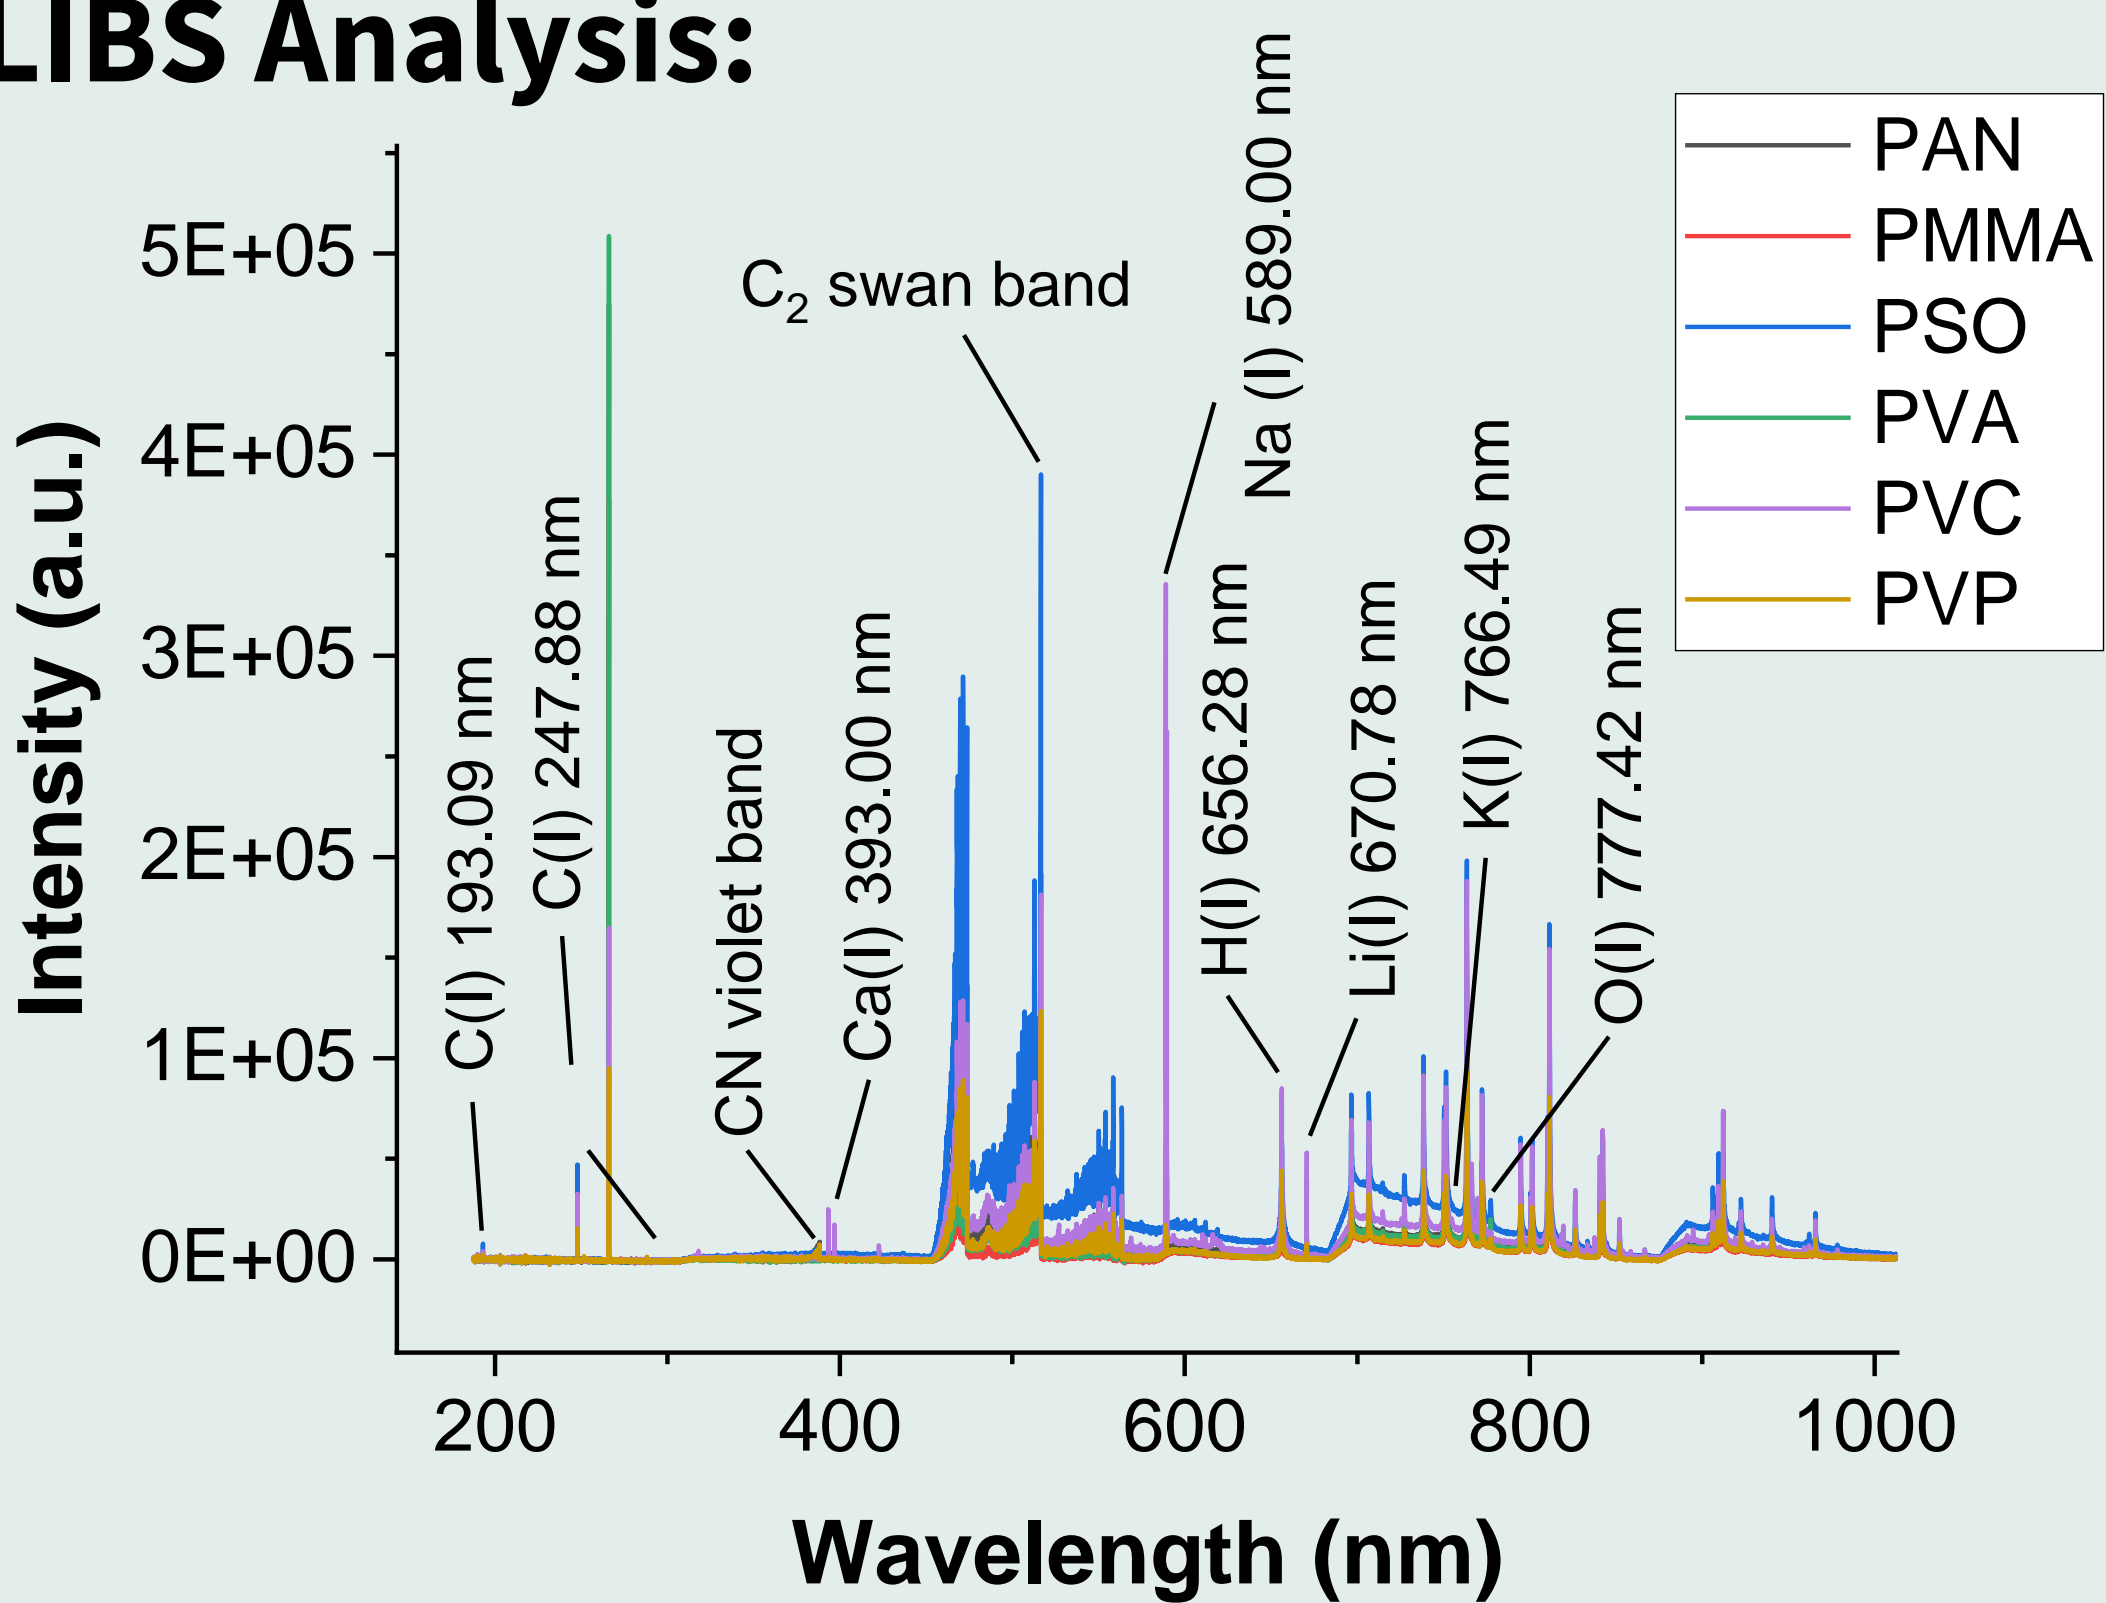 LIBS Analysis:
PAN
PMMA
PSO
PVA
PVC
PVP
Intensity (a.u.)
5E+05
4E+05
3E+05
2E+05
1E+05
0E+00
C(I) 193.09 nm
C(I) 247.88 nm
CN violet band
Ca(I) 393.00 nm
C₂ swan band
Na (I) 589.00 nm
H(I) 656.28 nm
Li(I) 670.78 nm
K(I) 766.49 nm
O(I) 777.42 nm
200 400 600 800 1000
Wavelength (nm)